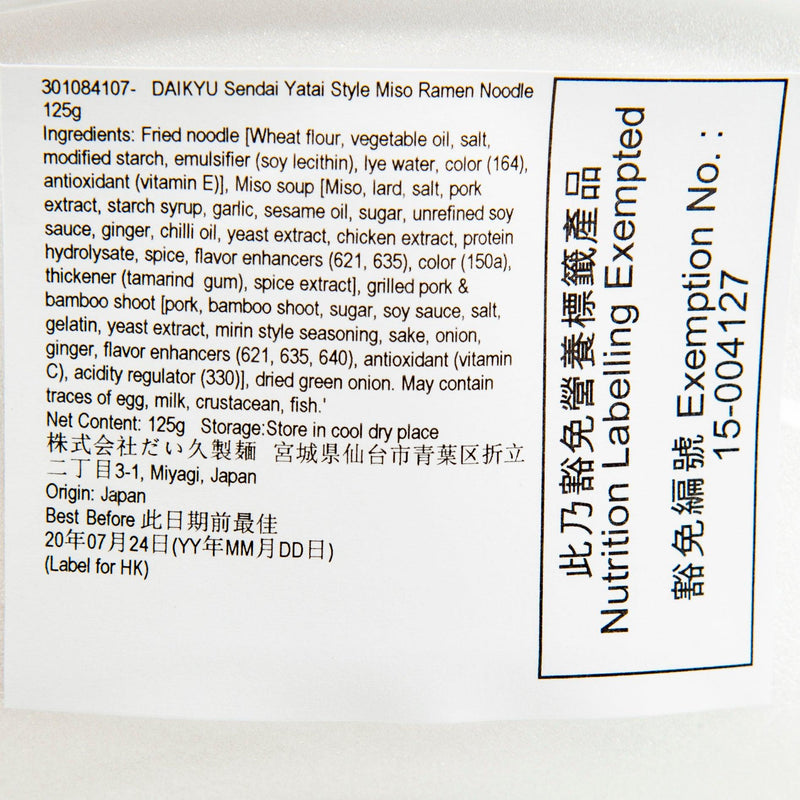 301084107- DAIKYU Sendai Yatai Style Miso Ramen Noodle
125g
Ingredients: Fried noodle [Wheat flour, vegetable oil, salt,
modified starch, emulsifier (soy lecithin), lye water, color (164),
antioxidant (vitamin E)], Miso soup [Miso, lard, salt, pork
extract, starch syrup, garlic, sesame oil, sugar, unrefined soy
sauce, ginger, chilli oil, yeast extract, chicken extract, protein
hydrolysate, spice, flavor enhancers (621, 635), color (150a),
thickener (tamarind gum), spice extract], grilled pork &
bamboo shoot [pork, bamboo shoot, sugar, soy sauce, salt,
gelatin, yeast extract, mirin style seasoning, sake, onion,
ginger, flavor enhancers (621, 635, 640), antioxidant (vitamin
C), acidity regulator (330)], dried green onion. May contain
traces of egg, milk, crustacean, fish.'
Net Content: 125g Storage:Store in cool dry place
株式会社だい久製麺 宮城県仙台市青葉区折立
二丁目3-1, Miyagi, Japan
Origin: Japan
Best Before 此日期前最佳
20年07月24日(YY年MM月DD日)
(Label for HK)
此乃豁免營養標籤產品
Nutrition Labelling Exempted
豁免編號 Exemption No. :
15-004127